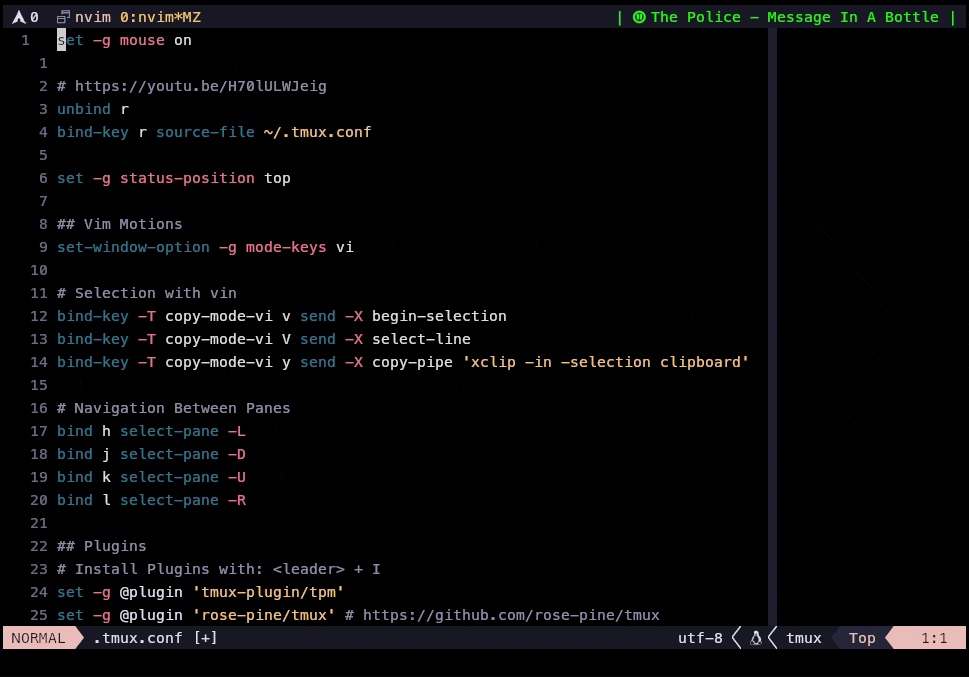 0 nvim 0:nvim*MZ | The Police – Message In A Bottle |
1 set -g mouse on
1
2 # https://youtu.be/H70lULWJeig
3 unbind r
4 bind-key r source-file ~/.tmux.conf
5
6 set -g status-position top
7
8 ## Vim Motions
9 set-window-option -g mode-keys vi
10
11 # Selection with vin
12 bind-key -T copy-mode-vi v send -X begin-selection
13 bind-key -T copy-mode-vi V send -X select-line
14 bind-key -T copy-mode-vi y send -X copy-pipe 'xclip -in -selection clipboard'
15
16 # Navigation Between Panes
17 bind h select-pane -L
18 bind j select-pane -D
19 bind k select-pane -U
20 bind l select-pane -R
21
22 ## Plugins
23 # Install Plugins with: <leader> + I
24 set -g @plugin 'tmux-plugin/tpm'
25 set -g @plugin 'rose-pine/tmux' # https://github.com/rose-pine/tmux
NORMAL .tmux.conf [+] utf-8 tmux Top 1:1